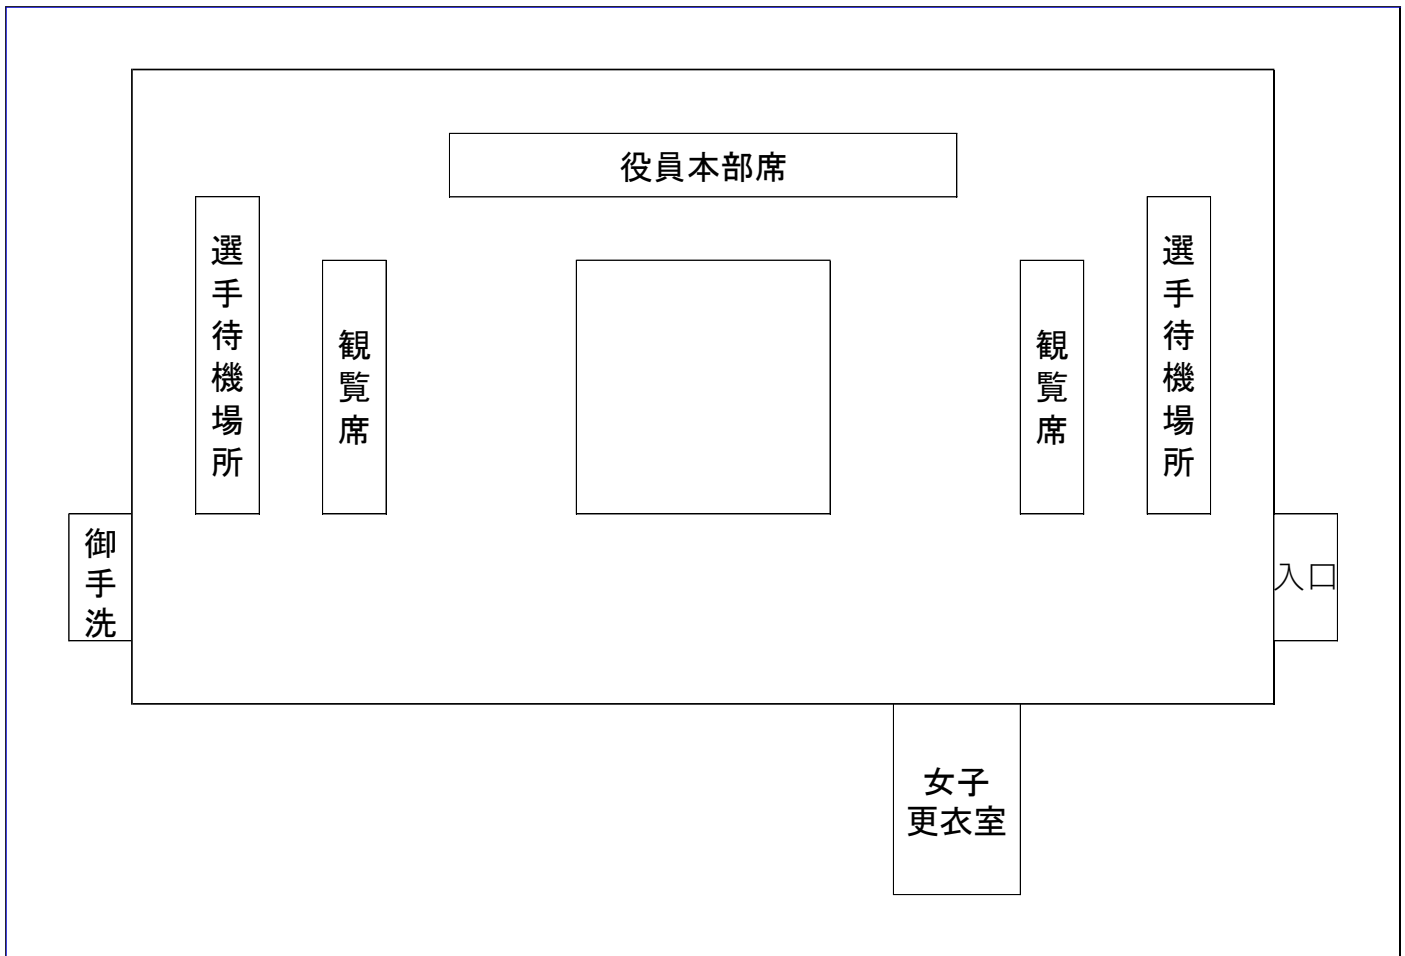 役員本部席
選手待機場所
観覧席
観覧席
選手待機場所
御手洗
入口
女子
更衣室